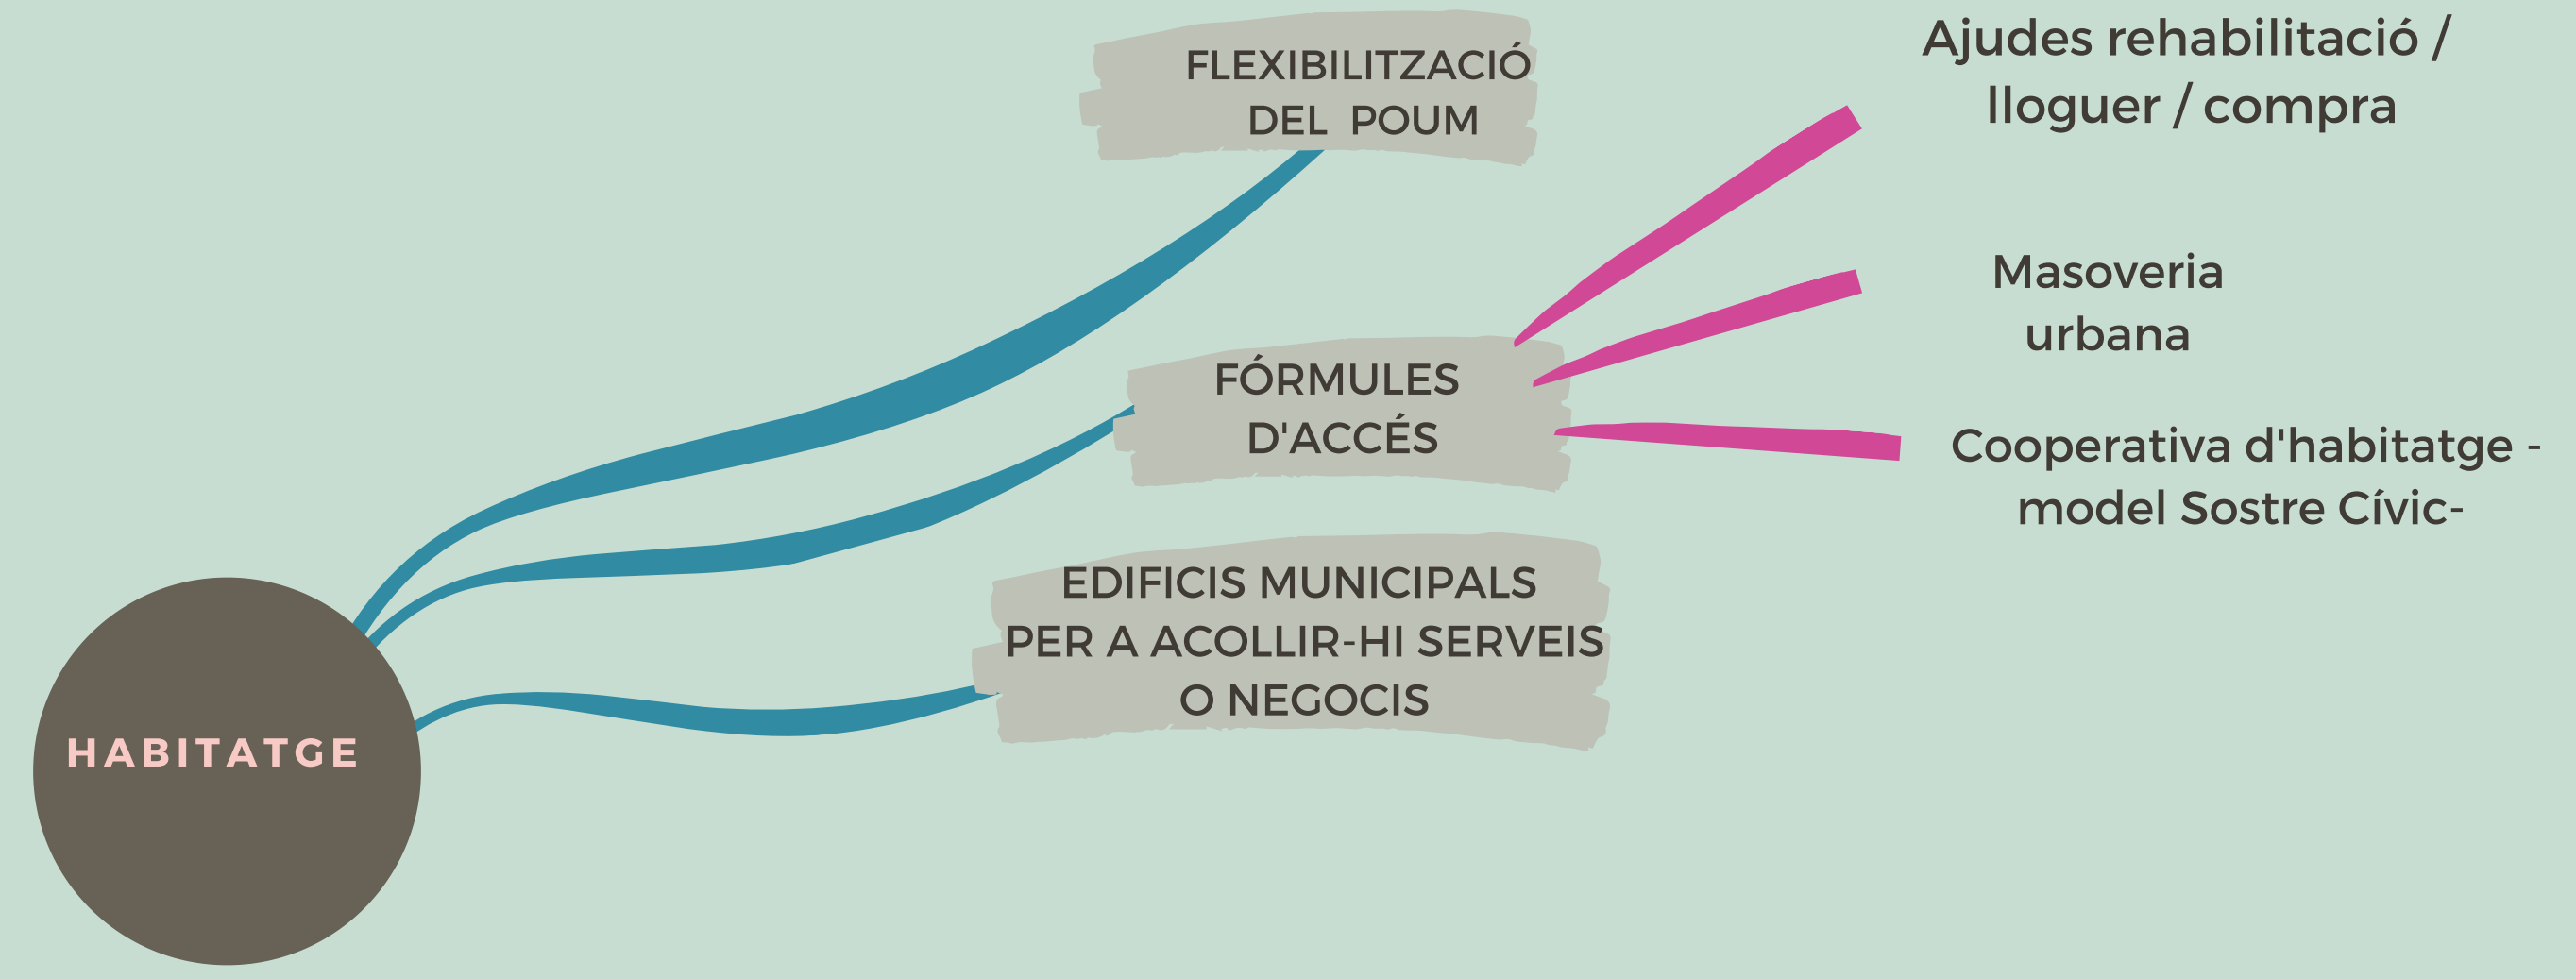 HABITATGE
FLEXIBILITZACIÓ
DEL POUM
FÓRMULES
D'ACCÉS
Ajudes rehabilitació /
lloguer / compra
Masoveria
urbana
Cooperativa d'habitatge -
model Sostre Cívic-
EDIFICIS MUNICIPALS
PER A ACOLLIR-HI SERVEIS
O NEGOCIS